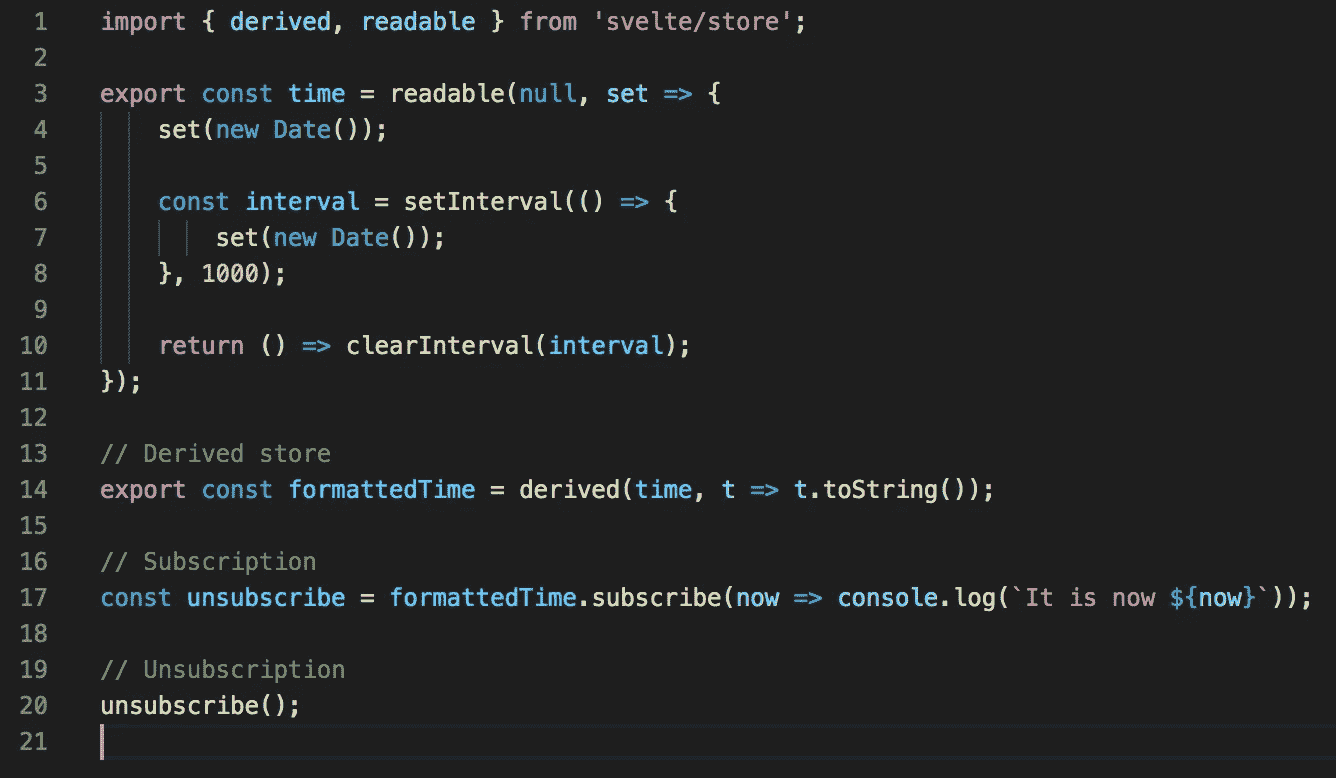 1 import { derived, readable } from 'svelte/store';
2
3 export const time = readable(null, set => {
4     set(new Date());
5
6     const interval = setInterval(() => {
7         set(new Date());
8     }, 1000);
9
10     return () => clearInterval(interval);
11 });
12
13 // Derived store
14 export const formattedTime = derived(time, t => t.toString());
15
16 // Subscription
17 const unsubscribe = formattedTime.subscribe(now => console.log(`It is now ${now}`));
18
19 // Unsubscription
20 unsubscribe();
21